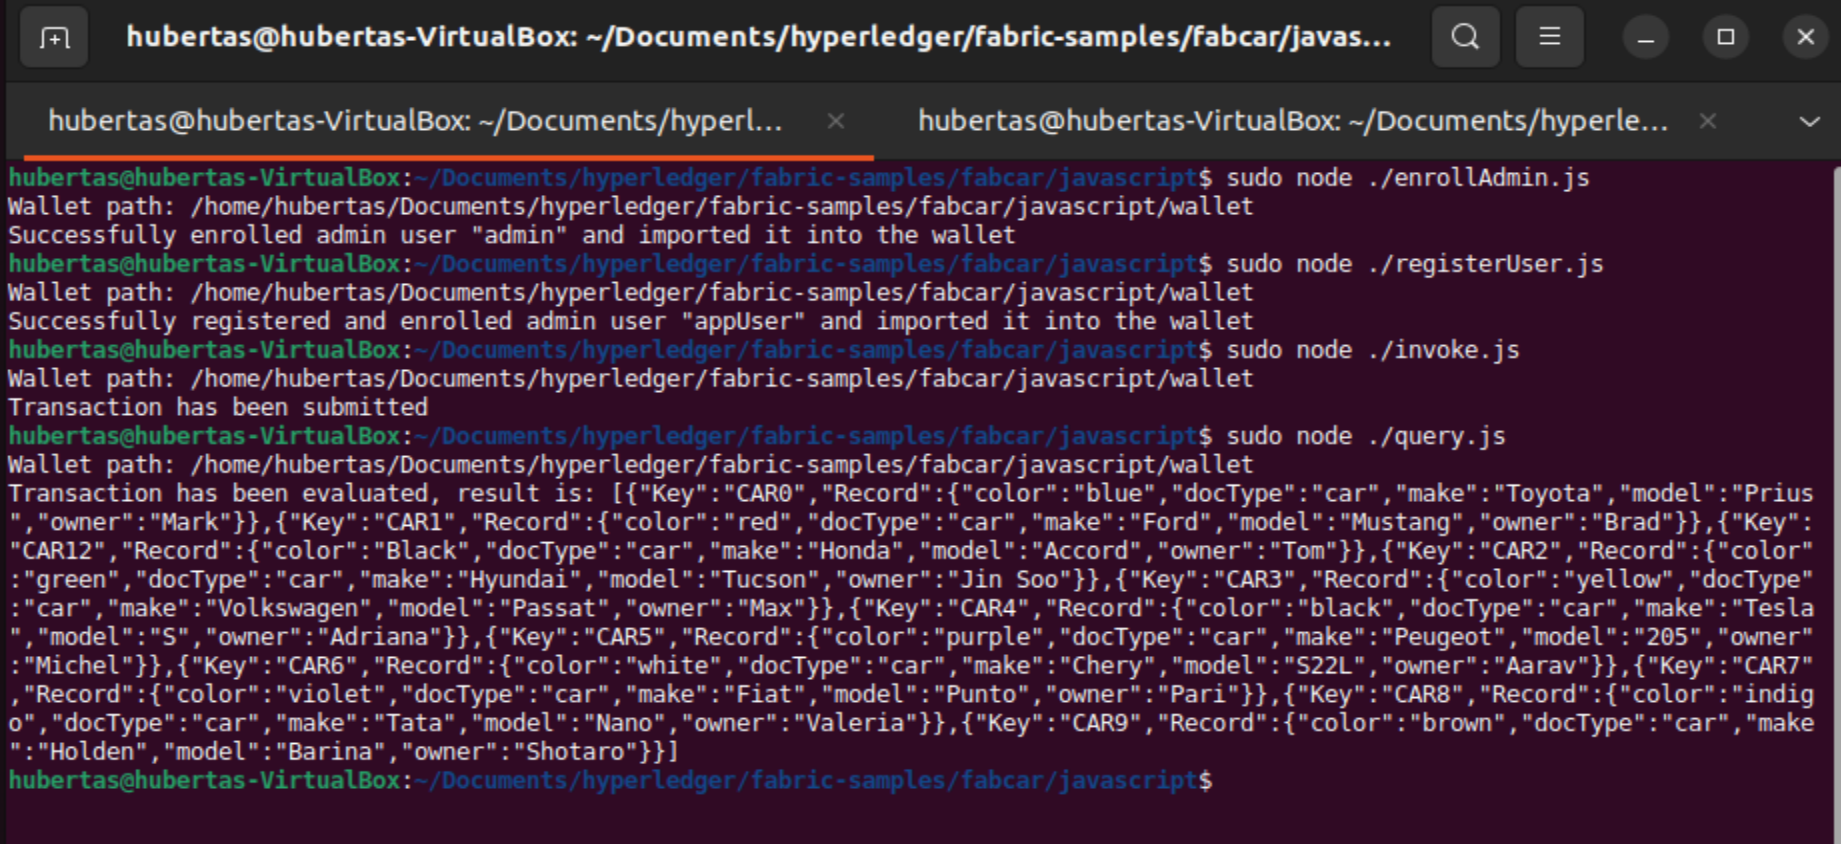 hubertas@hubertas-VirtualBox: ~/Documents/hyperledger/fabric-samples/fabcar/javas...
hubertas@hubertas-VirtualBox: ~/Documents/hyperl...
hubertas@hubertas-VirtualBox: ~/Documents/hyperle...
hubertas@hubertas-VirtualBox:~/Documents/hyperledger/fabric-samples/fabcar/javascript$ sudo node ./enrollAdmin.js
Wallet path: /home/hubertas/Documents/hyperledger/fabric-samples/fabcar/javascript/wallet
Successfully enrolled admin user "admin" and imported it into the wallet
hubertas@hubertas-VirtualBox:~/Documents/hyperledger/fabric-samples/fabcar/javascript$ sudo node ./registerUser.js
Wallet path: /home/hubertas/Documents/hyperledger/fabric-samples/fabcar/javascript/wallet
Successfully registered and enrolled admin user "appUser" and imported it into the wallet
hubertas@hubertas-VirtualBox:~/Documents/hyperledger/fabric-samples/fabcar/javascript$ sudo node ./invoke.js
Wallet path: /home/hubertas/Documents/hyperledger/fabric-samples/fabcar/javascript/wallet
Transaction has been submitted
hubertas@hubertas-VirtualBox:~/Documents/hyperledger/fabric-samples/fabcar/javascript$ sudo node ./query.js
Wallet path: /home/hubertas/Documents/hyperledger/fabric-samples/fabcar/javascript/wallet
Transaction has been evaluated, result is: [{"Key":"CAR0","Record":{"color":"blue","docType":"car","make":"Toyota","model":"Prius
","owner":"Mark"}},{"Key":"CAR1","Record":{"color":"red","docType":"car","make":"Ford","model":"Mustang","owner":"Brad"}},{"Key":
"CAR12","Record":{"color":"Black","docType":"car","make":"Honda","model":"Accord","owner":"Tom"}},{"Key":"CAR2","Record":{"color"
:"green","docType":"car","make":"Hyundai","model":"Tucson","owner":"Jin Soo"}},{"Key":"CAR3","Record":{"color":"yellow","docType"
:"car","make":"Volkswagen","model":"Passat","owner":"Max"}},{"Key":"CAR4","Record":{"color":"black","docType":"car","make":"Tesla
","model":"S","owner":"Adriana"}},{"Key":"CAR5","Record":{"color":"purple","docType":"car","make":"Peugeot","model":"205","owner"
:"Michel"}},{"Key":"CAR6","Record":{"color":"white","docType":"car","make":"Chery","model":"S22L","owner":"Aarav"}},{"Key":"CAR7"
,"Record":{"color":"violet","docType":"car","make":"Fiat","model":"Punto","owner":"Pari"}},{"Key":"CAR8","Record":{"color":"indig
o","docType":"car","make":"Tata","model":"Nano","owner":"Valeria"}},{"Key":"CAR9","Record":{"color":"brown","docType":"car","make
":"Holden","model":"Barina","owner":"Shotaro"}}]
hubertas@hubertas-VirtualBox:~/Documents/hyperledger/fabric-samples/fabcar/javascript$